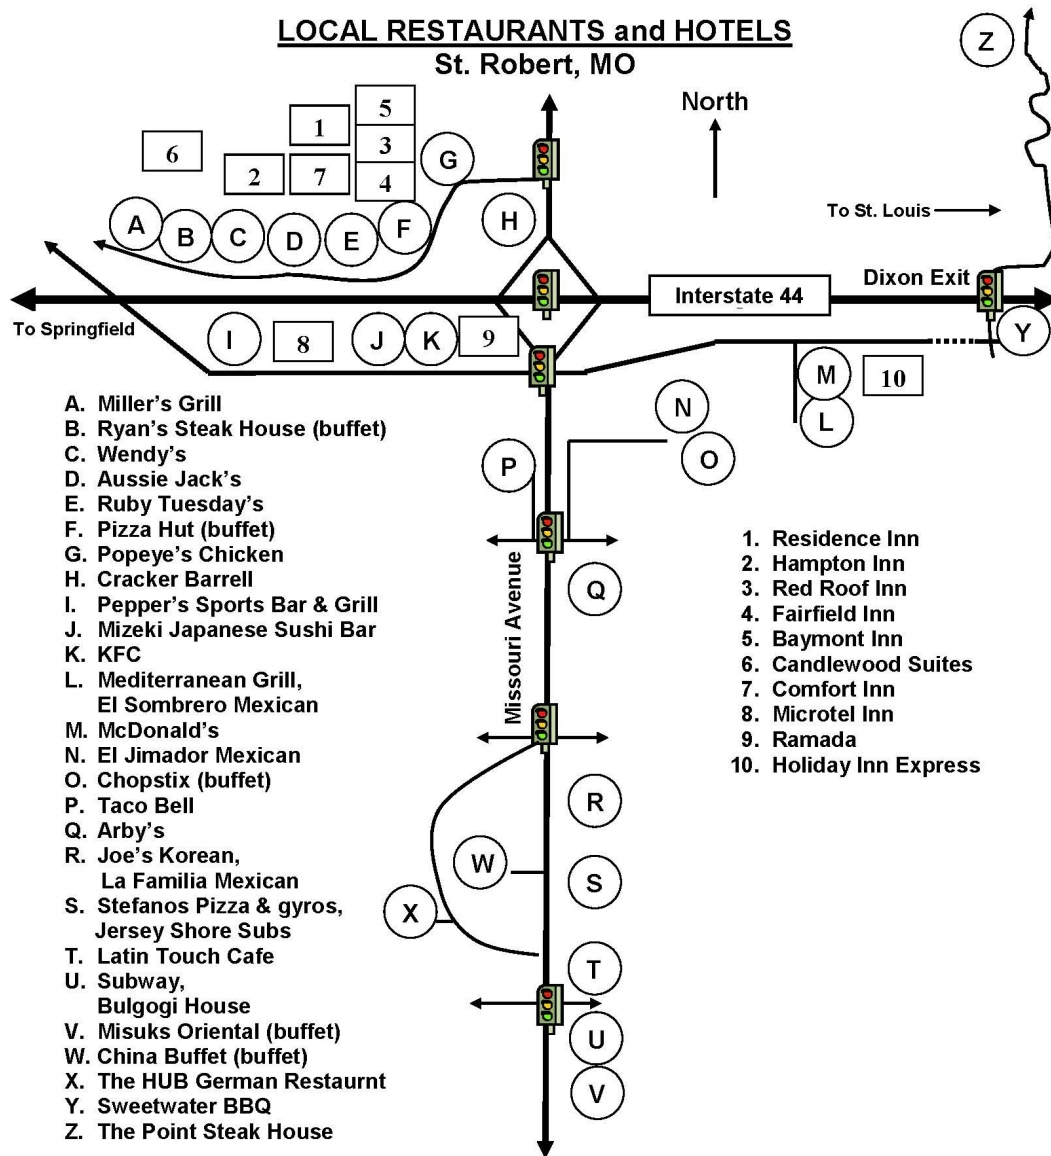 LOCAL RESTAURANTS and HOTELS
St. Robert, MO
Z
North
5
1
3
6
2
7
4
G
To St. Louis
A
B
C
D
E
F
H
Dixon Exit
Interstate 44
To Springfield
I
8
J
K
9
Y
M
10
L
N
O
P
Q
Missouri Avenue
R
W
S
X
T
U
V
A. Miller's Grill
B. Ryan's Steak House (buffet)
C. Wendy's
D. Aussie Jack's
E. Ruby Tuesday's
F. Pizza Hut (buffet)
G. Popeye's Chicken
H. Cracker Barrell
I. Pepper's Sports Bar & Grill
J. Mizeki Japanese Sushi Bar
K. KFC
L. Mediterranean Grill,
El Sombrero Mexican
M. McDonald's
N. El Jimador Mexican
O. Chopstix (buffet)
P. Taco Bell
Q. Arby's
R. Joe's Korean,
La Familia Mexican
S. Stefanos Pizza & gyros,
Jersey Shore Subs
T. Latin Touch Cafe
U. Subway,
Bulgogi House
V. Misuks Oriental (buffet)
W. China Buffet (buffet)
X. The HUB German Restaurnt
Y. Sweetwater BBQ
Z. The Point Steak House
1. Residence Inn
2. Hampton Inn
3. Red Roof Inn
4. Fairfield Inn
5. Baymont Inn
6. Candlewood Suites
7. Comfort Inn
8. Microtel Inn
9. Ramada
10. Holiday Inn Express